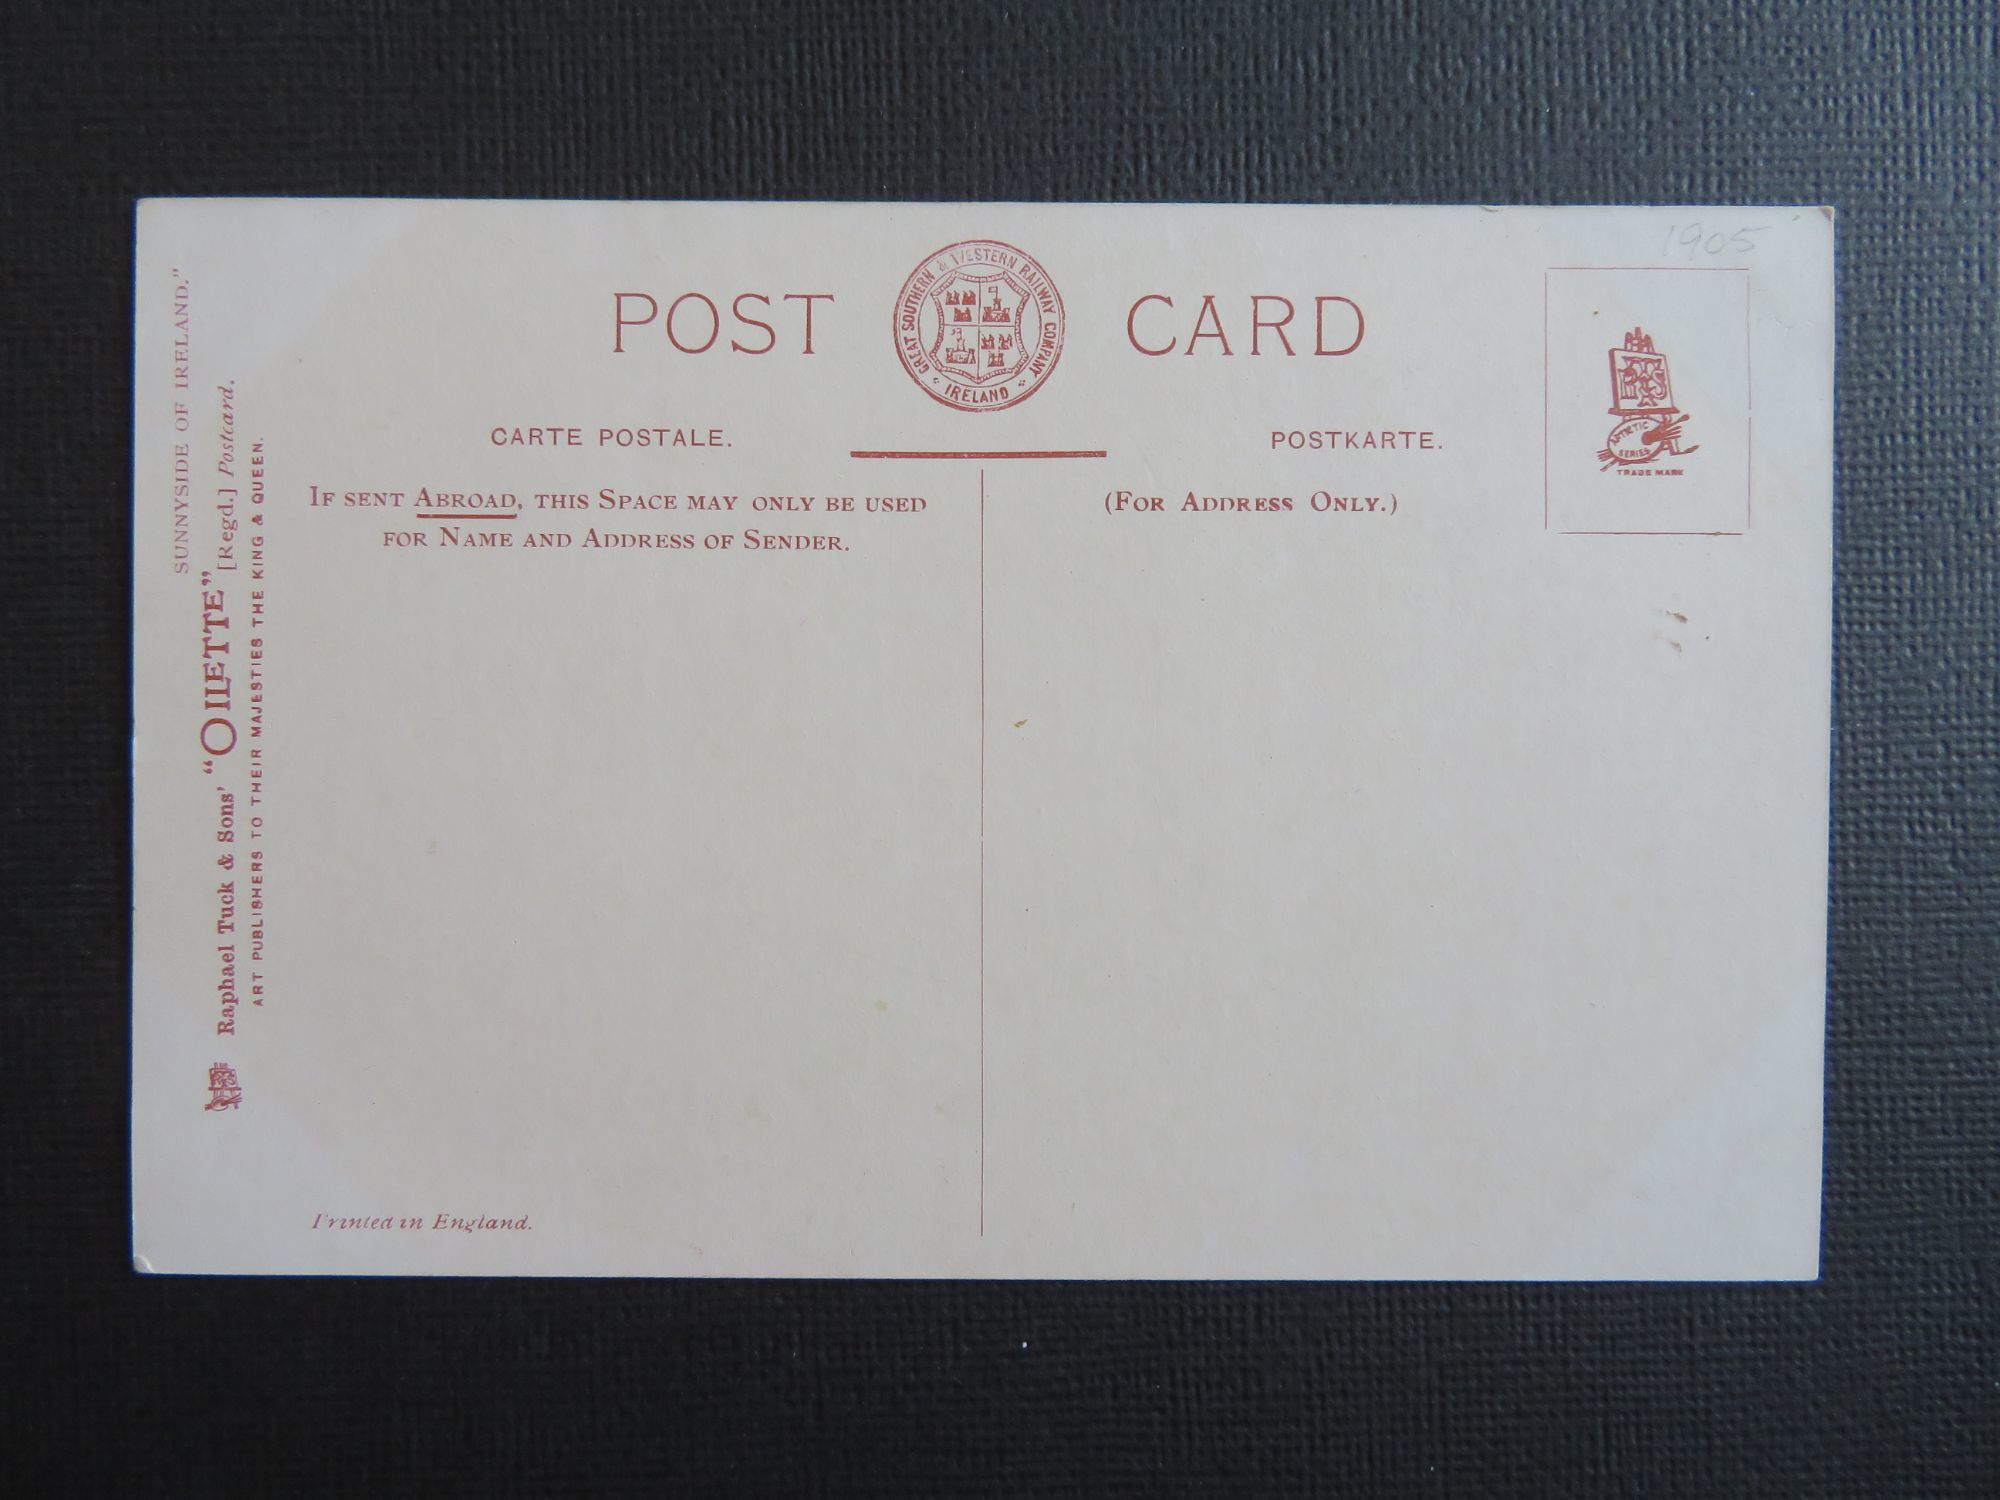 1905
POST CARD
GREAT SOUTHERN & WESTERN RAILWAY COMPANY
IRELAND
CARTE POSTALE.
POSTKARTE.
IF SENT ABROAD, THIS SPACE MAY ONLY BE USED
FOR NAME AND ADDRESS OF SENDER.
(FOR ADDRESS ONLY.)
ARTISTIC
SERIES
TRADE MARK
SUNNYSIDE OF IRELAND."
Raphael Tuck & Sons' "OILETTE" [Regd.] Postcard.
ART PUBLISHERS TO THEIR MAJESTIES THE KING & QUEEN.
Printed in England.